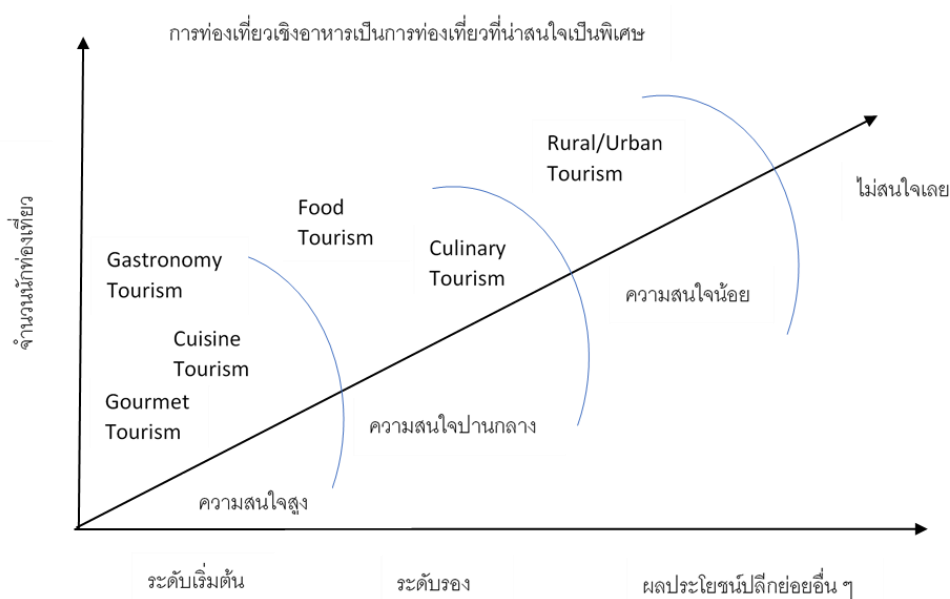 การท่องเที่ยวเชิงอาหารเป็นการท่องเที่ยวที่น่าสนใจเป็นพิเศษ
จำนวนนักท่องเที่ยว
Rural/Urban
Tourism
ไม่สนใจเลย
Food
Tourism
Culinary
Tourism
ความสนใจน้อย
Gastronomy
Tourism
Cuisine
Tourism
Gourmet
Tourism
ความสนใจปานกลาง
ความสนใจสูง
ระดับเริ่มต้น
ระดับรอง
ผลประโยชน์ปลีกย่อยอื่น ๆ